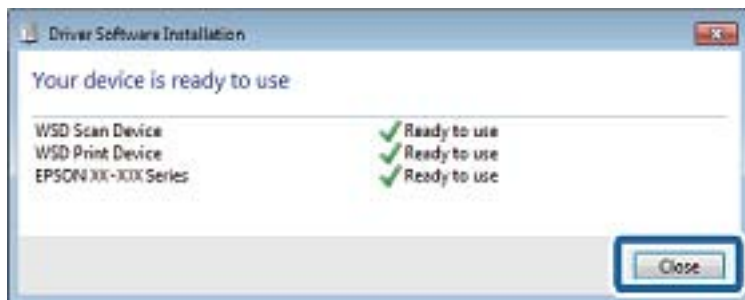 Driver Software Installation
Your device is ready to use
WSD Scan Device Ready to use
WSD Print Device Ready to use
EPSON XX-XXX Series Ready to use
Close